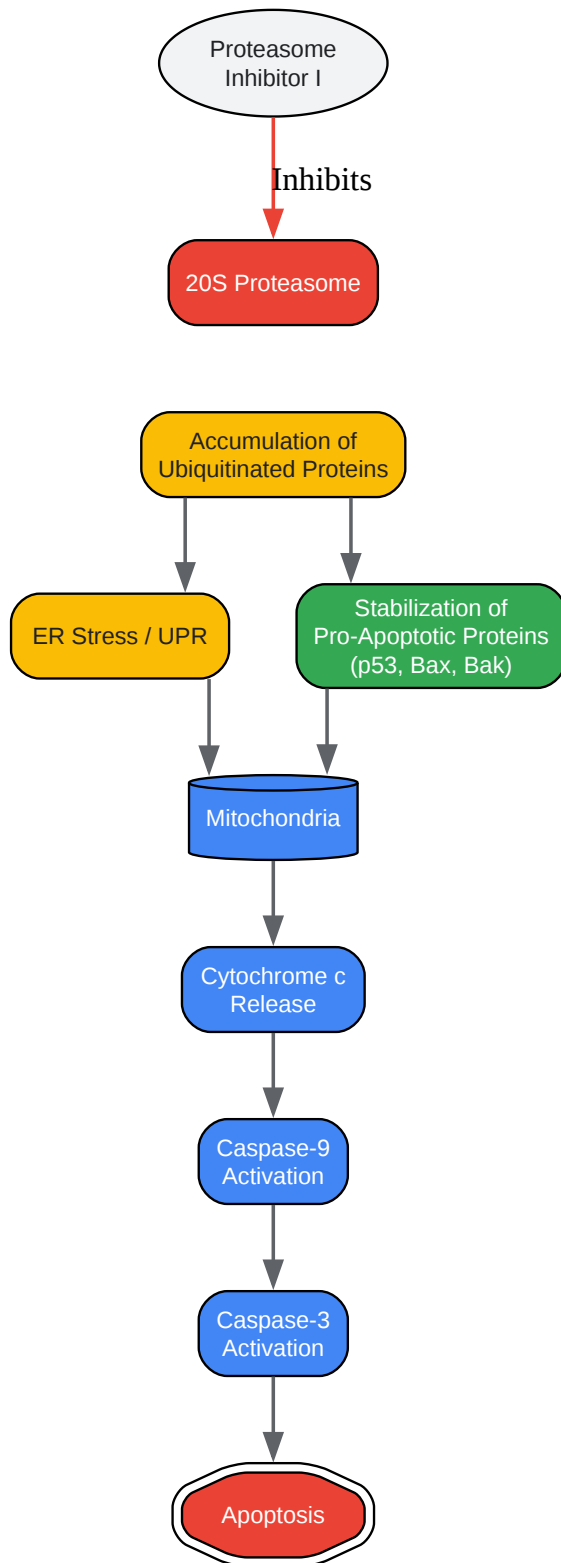 Proteasome
Inhibitor I
Inhibits
20S Proteasome
Accumulation of
Ubiquitinated Proteins
ER Stress / UPR
Stabilization of
Pro-Apoptotic Proteins
(p53, Bax, Bak)
Mitochondria
Cytochrome c
Release
Caspase-9
Activation
Caspase-3
Activation
Apoptosis